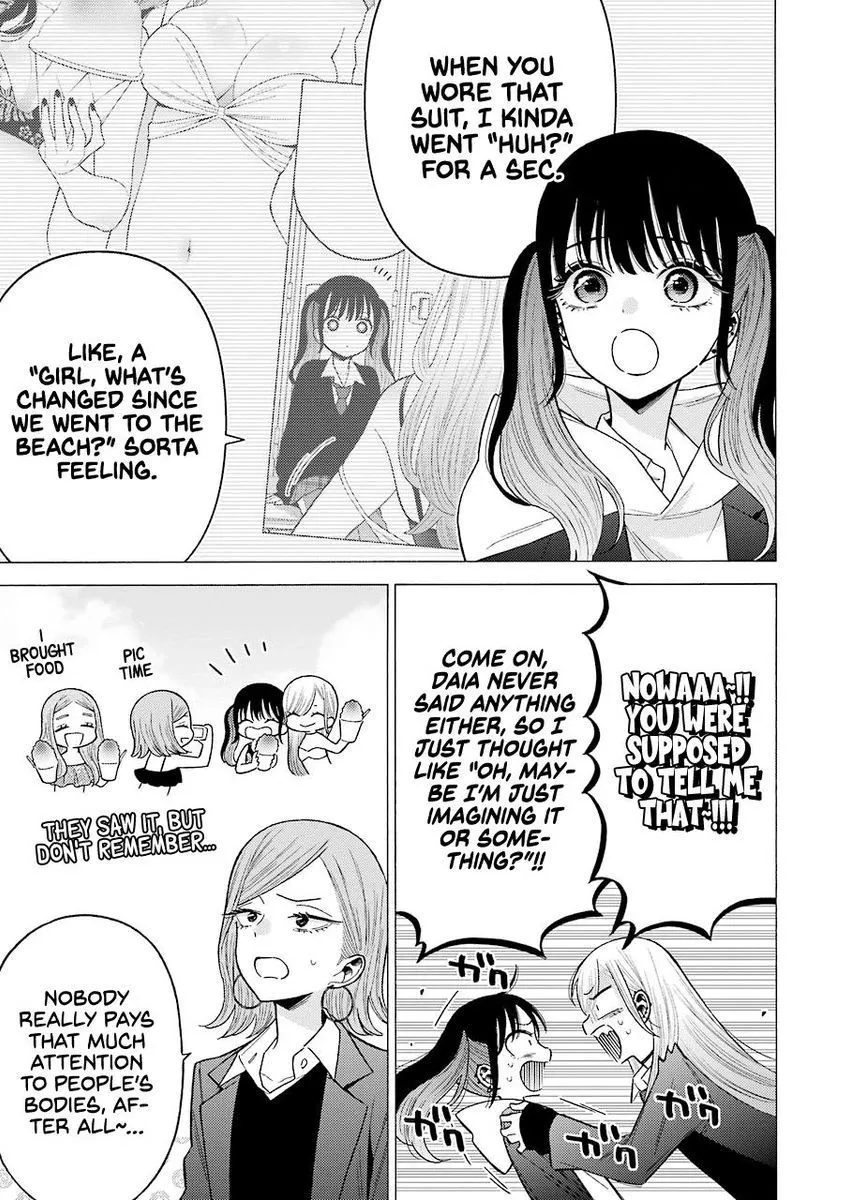 WHEN YOU
WORE THAT
SUIT, I KINDA
WENT "HUH?"
FOR A SEC.
LIKE, A
"GIRL, WHAT'S
CHANGED SINCE
WE WENT TO THE
BEACH?" SORTA
FEELING.
NOWAAA~!!
YOU WERE
SUPPOSED
TO TELL ME
THAT~!!!
COME ON,
DAIA NEVER
SAID ANYTHING
EITHER, SO I
JUST THOUGHT
LIKE "OH, MAY-
BE I'M JUST
IMAGINING IT
OR SOME-
THING?"!!
ガク
ガク
ガク
ガク
PIC
TIME
I
BROUGHT
FOOD
THEY SAW IT, BUT
DON'T REMEMBER...
NOBODY
REALLY PAYS
THAT MUCH
ATTENTION
TO PEOPLE'S
BODIES, AF-
TER ALL~...